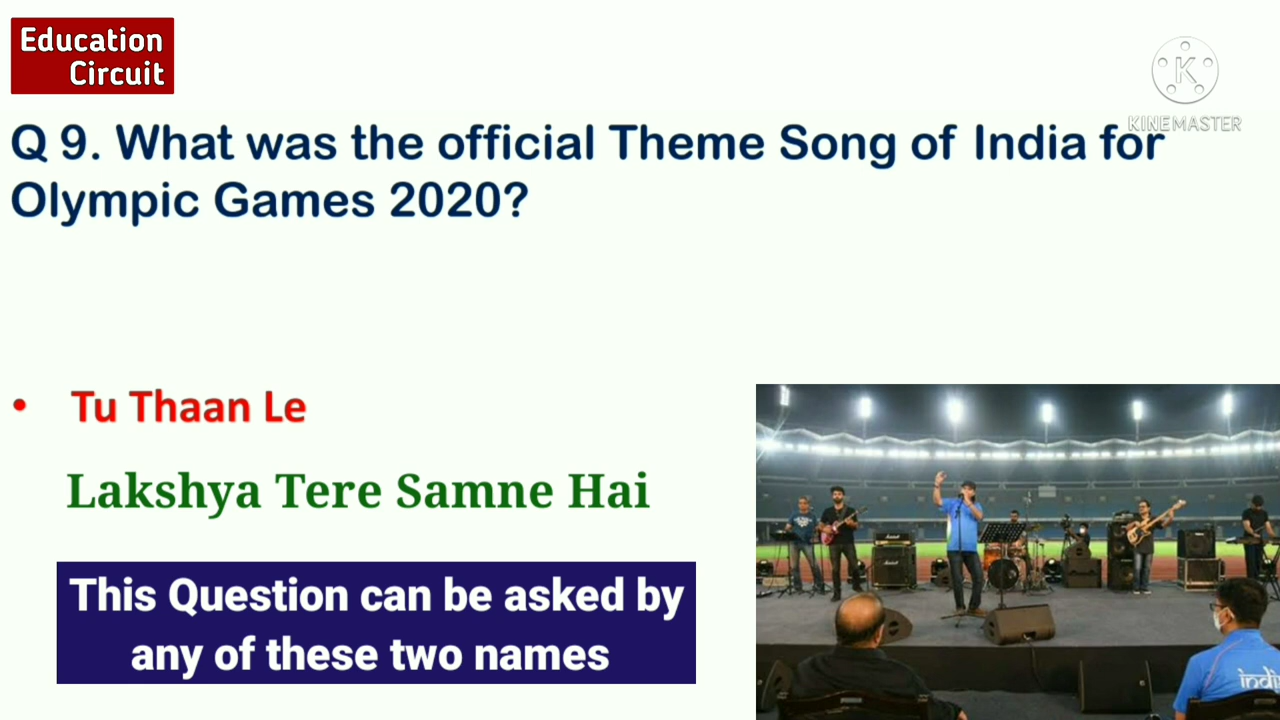 Education
Circuit
K
KINEMASTER
Q 9. What was the official Theme Song of India for
Olympic Games 2020?
• Tu Thaan Le
Lakshya Tere Samne Hai
This Question can be asked by
any of these two names